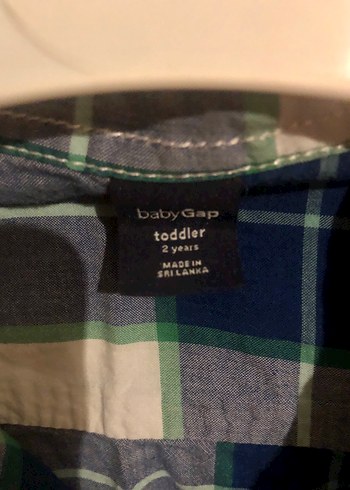 babyGap
toddler
2 years
MADE IN
SRI LANKA